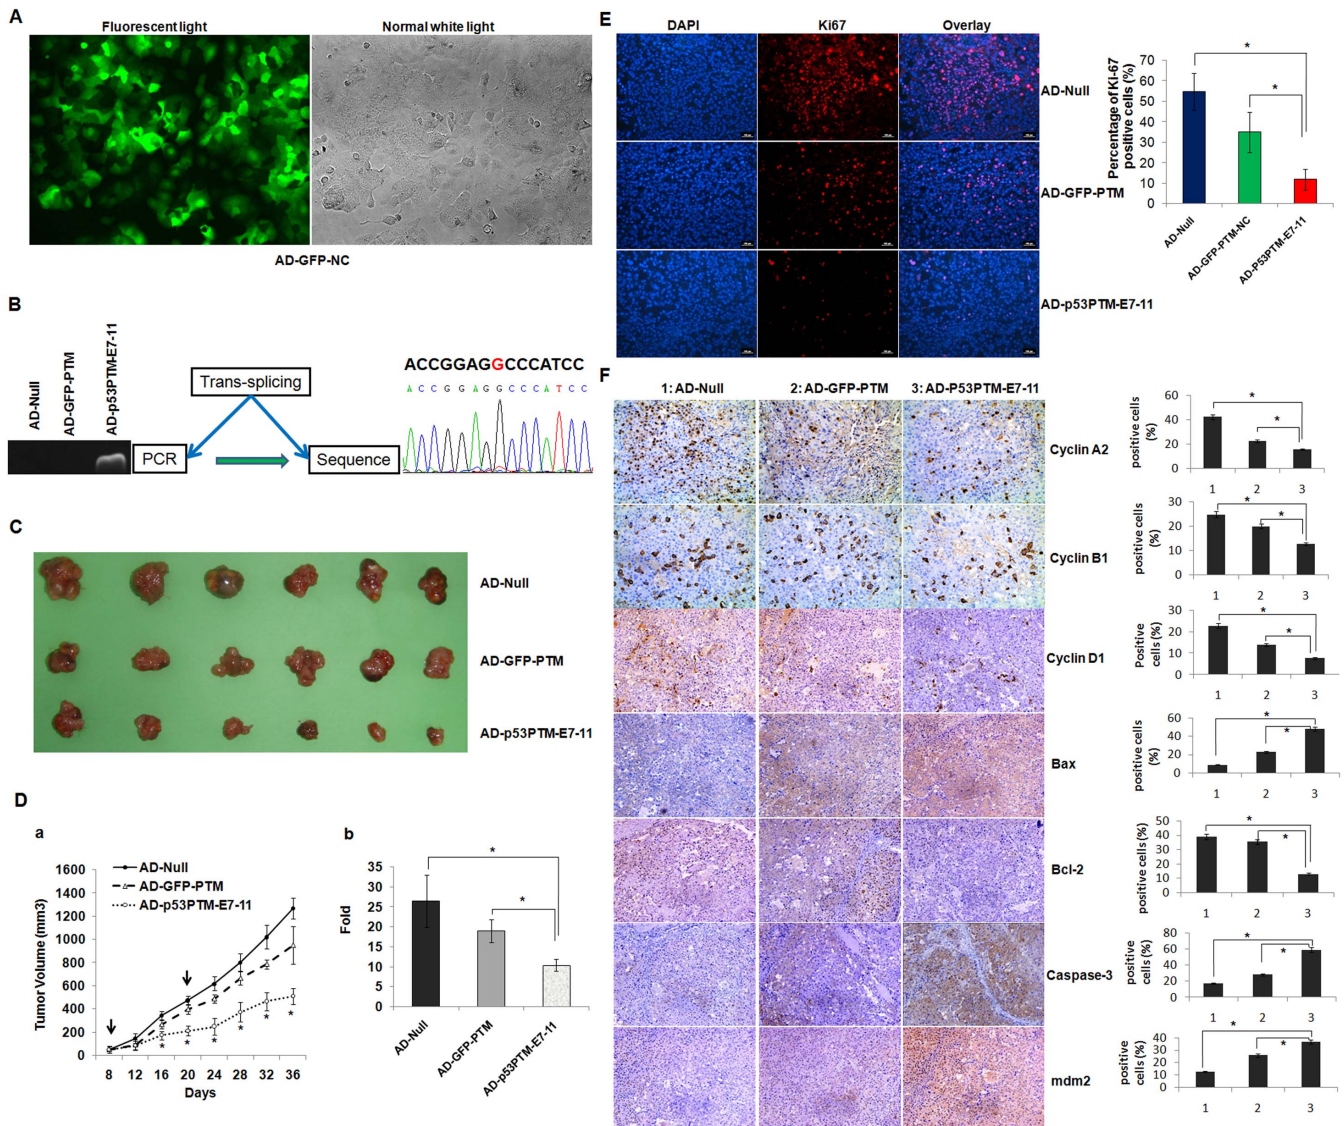 A
Fluorescent light
Normal white light
AD-GFP-NC
B
AD-Null
AD-GFP-PTM
AD-p53PTM-E7-11
Trans-splicing
PCR
Sequence
ACCGGAGGCCCATCC
A C C G G A G G C C C A T C C
C
AD-Null
AD-GFP-PTM
AD-p53PTM-E7-11
D
a
AD-Null
AD-GFP-PTM
AD-p53PTM-E7-11
Tumor Volume (mm3)
1600
1400
1200
1000
800
600
400
200
0
* * * * * *
8 12 16 20 24 28 32 36
Days
b
*
*
Fold
35
30
25
20
15
10
5
0
AD-Null
AD-GFP-PTM
AD-p53PTM-E7-11
E
DAPI
Ki67
Overlay
AD-Null
AD-GFP-PTM
AD-p53PTM-E7-11
Percentage of Ki-67
positive cells (%)
70
60
50
40
30
20
10
0
*
*
AD-Null
AD-GFP-PTM-NC
AD-P53PTM-E7-11
F
1: AD-Null
2: AD-GFP-PTM
3: AD-P53PTM-E7-11
Cyclin A2
positive cells
(%)
60
40
20
0
*
*
1 2 3
Cyclin B1
positive cells
(%)
30
20
10
0
*
*
1 2 3
Cyclin D1
Positive
cells (%)
30
20
10
0
*
*
1 2 3
Bax
positive cells
(%)
60
40
20
0
*
*
1 2 3
Bcl-2
positive cells (%)
50
40
30
20
10
0
*
*
1 2 3
Caspase-3
positive
cells (%)
80
60
40
20
0
*
*
1 2 3
mdm2
positive
cells (%)
40
30
20
10
0
*
*
1 2 3